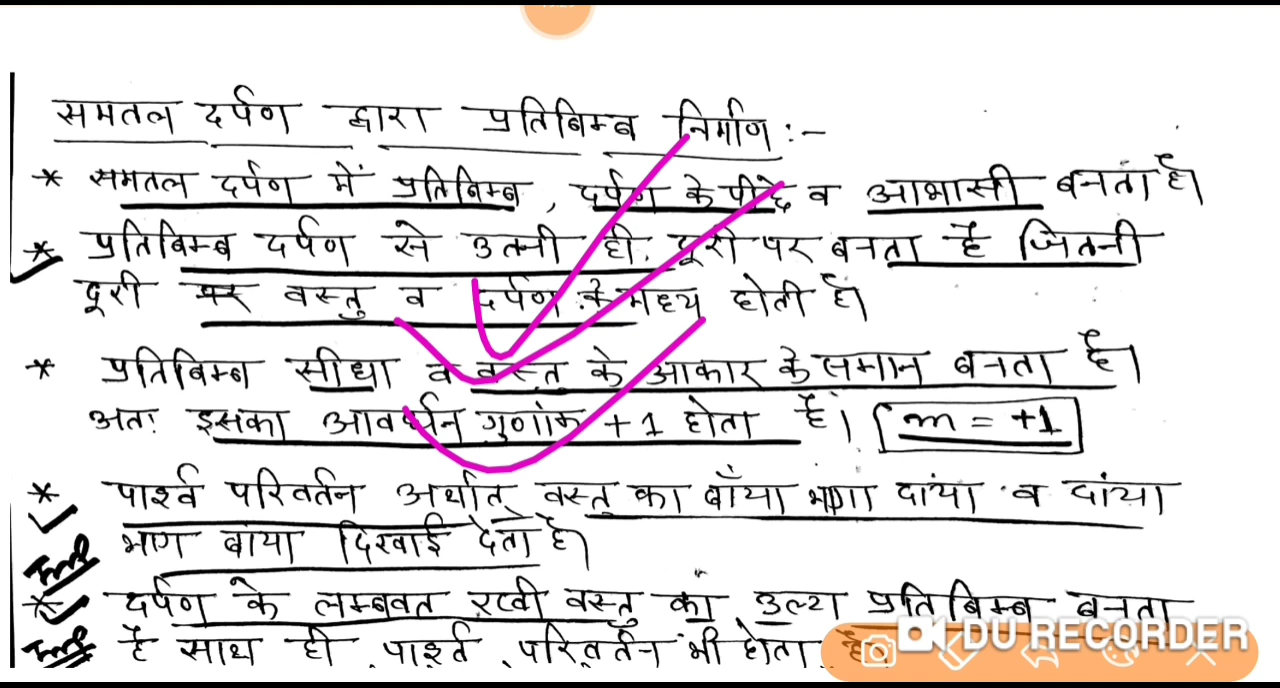 समतल दर्पण द्वारा प्रतिबिम्ब निर्माण :-
* समतल दर्पण में प्रतिबिम्ब, दर्पण के पीछे व आभासी बनता है।
* प्रतिबिम्ब दर्पण से उतनी ही दूरी पर बनता है जितनी
दूरी पर वस्तु व दर्पण के मध्य होती है।
* प्रतिबिम्ब सीधा व वस्तु के आकार के समान बनता है।
अतः इसका आवर्धन गुणांक +1 होता है। m = +1
* पार्श्व परिवर्तन अर्थात् वस्तु का बाँया भाग दांया व दांया
भाग बांया दिखाई देता है।
Imp
* दर्पण के लम्बवत रखी वस्तु का उल्टा प्रतिबिम्ब बनता
Imp है साथ ही पार्श्व परिवर्तन भी होता है।
DU RECORDER